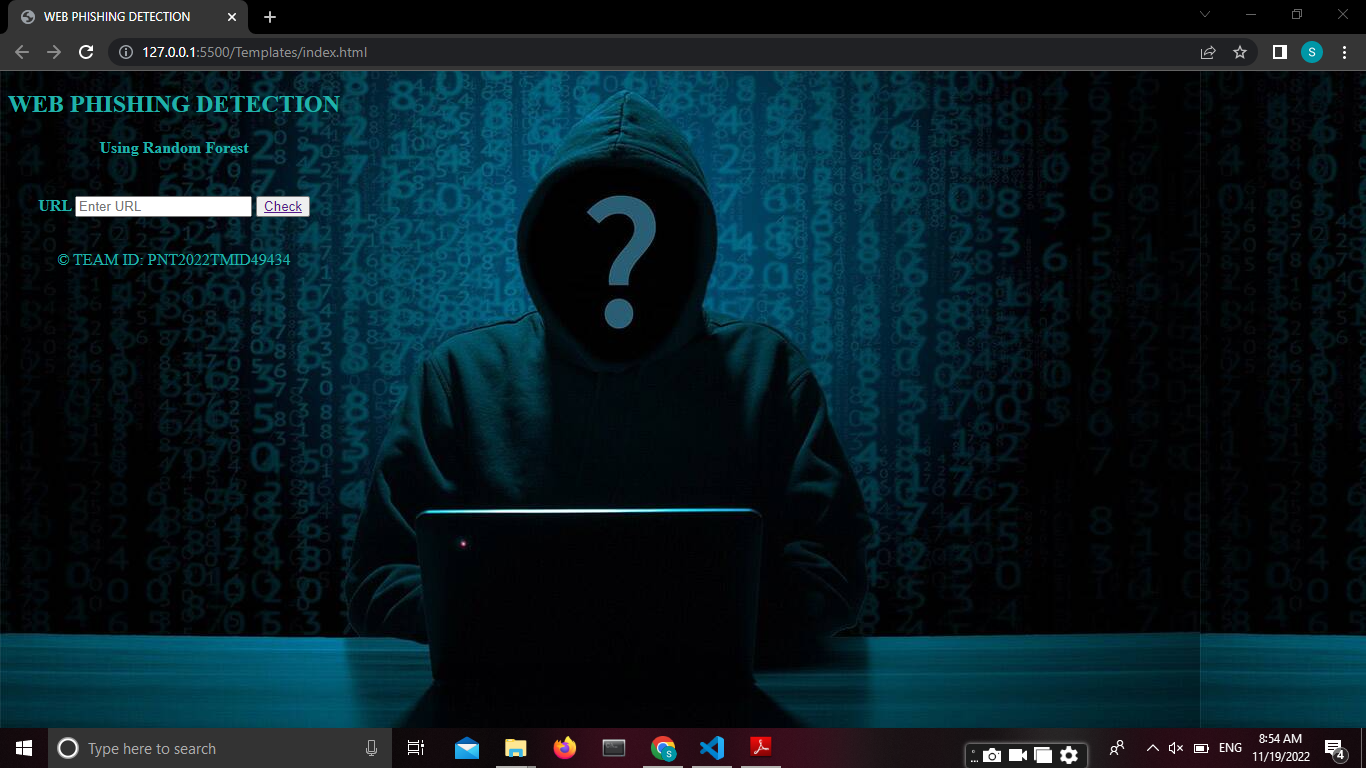 WEB PHISHING DETECTION
127.0.0.1:5500/Templates/index.html
S
WEB PHISHING DETECTION
Using Random Forest
URL Enter URL Check
© TEAM ID: PNT2022TMID49434
?
Type here to search
S
ENG
8:54 AM
11/19/2022
4